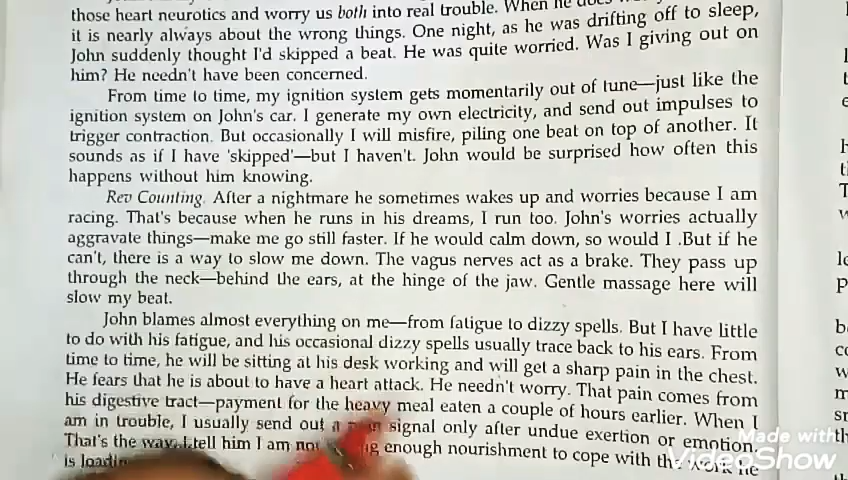 those heart neurotics and worry us both into real trouble. When he
it is nearly always about the wrong things. One night, as he was drifting off to sleep,
John suddenly thought I'd skipped a beat. He was quite worried. Was I giving out on
him? He needn't have been concerned.
From time to time, my ignition system gets momentarily out of tune—just like the
ignition system on John's car. I generate my own electricity, and send out impulses to
trigger contraction. But occasionally I will misfire, piling one beat on top of another. It
sounds as if I have 'skipped'—but I haven't. John would be surprised how often this
happens without him knowing.
Rev Counting. After a nightmare he sometimes wakes up and worries because I am
racing. That's because when he runs in his dreams, I run too. John's worries actually
aggravate things—make me go still faster. If he would calm down, so would I .But if he
can't, there is a way to slow me down. The vagus nerves act as a brake. They pass up
through the neck—behind the ears, at the hinge of the jaw. Gentle massage here will
slow my beat.
John blames almost everything on me—from fatigue to dizzy spells. But I have little
to do with his fatigue, and his occasional dizzy spells usually trace back to his ears. From
time to time, he will be sitting at his desk working and will get a sharp pain in the chest.
He fears that he is about to have a heart attack. He needn't worry. That pain comes from
his digestive tract—payment for the heavy meal eaten a couple of hours earlier. When I
am in trouble, I usually send out a signal only after undue exertion or emotion.
That's the way I tell him I am enough nourishment to cope with the work he
is
Made with
VideoShow